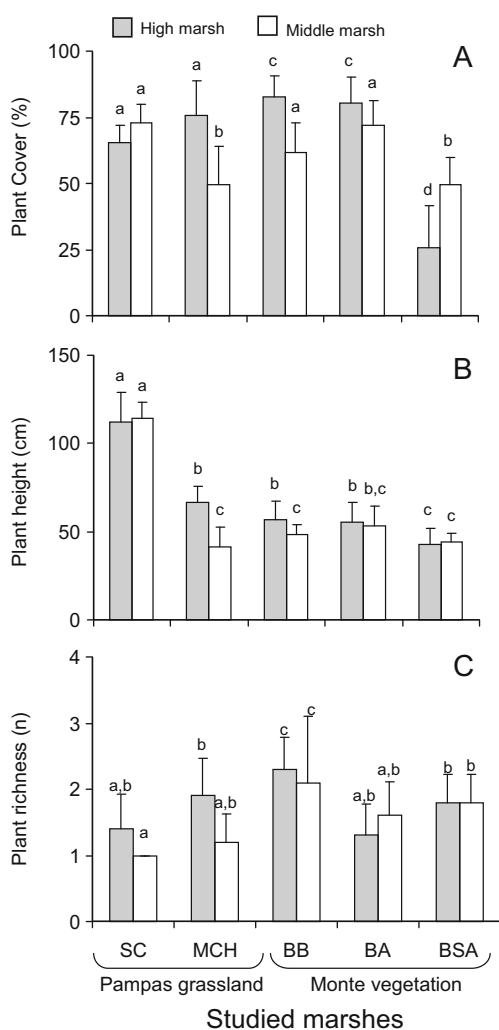 High marsh Middle marsh
A
Plant Cover (%)
100
75
50
25
0
a a a b c a c a d b
B
Plant height (cm)
150
100
50
0
a a b c b c b b,c c c
C
Plant richness (n)
4
3
2
1
0
a,b a b a,b c c a,b a,b b b
SC MCH BB BA BSA
Pampas grassland Monte vegetation
Studied marshes